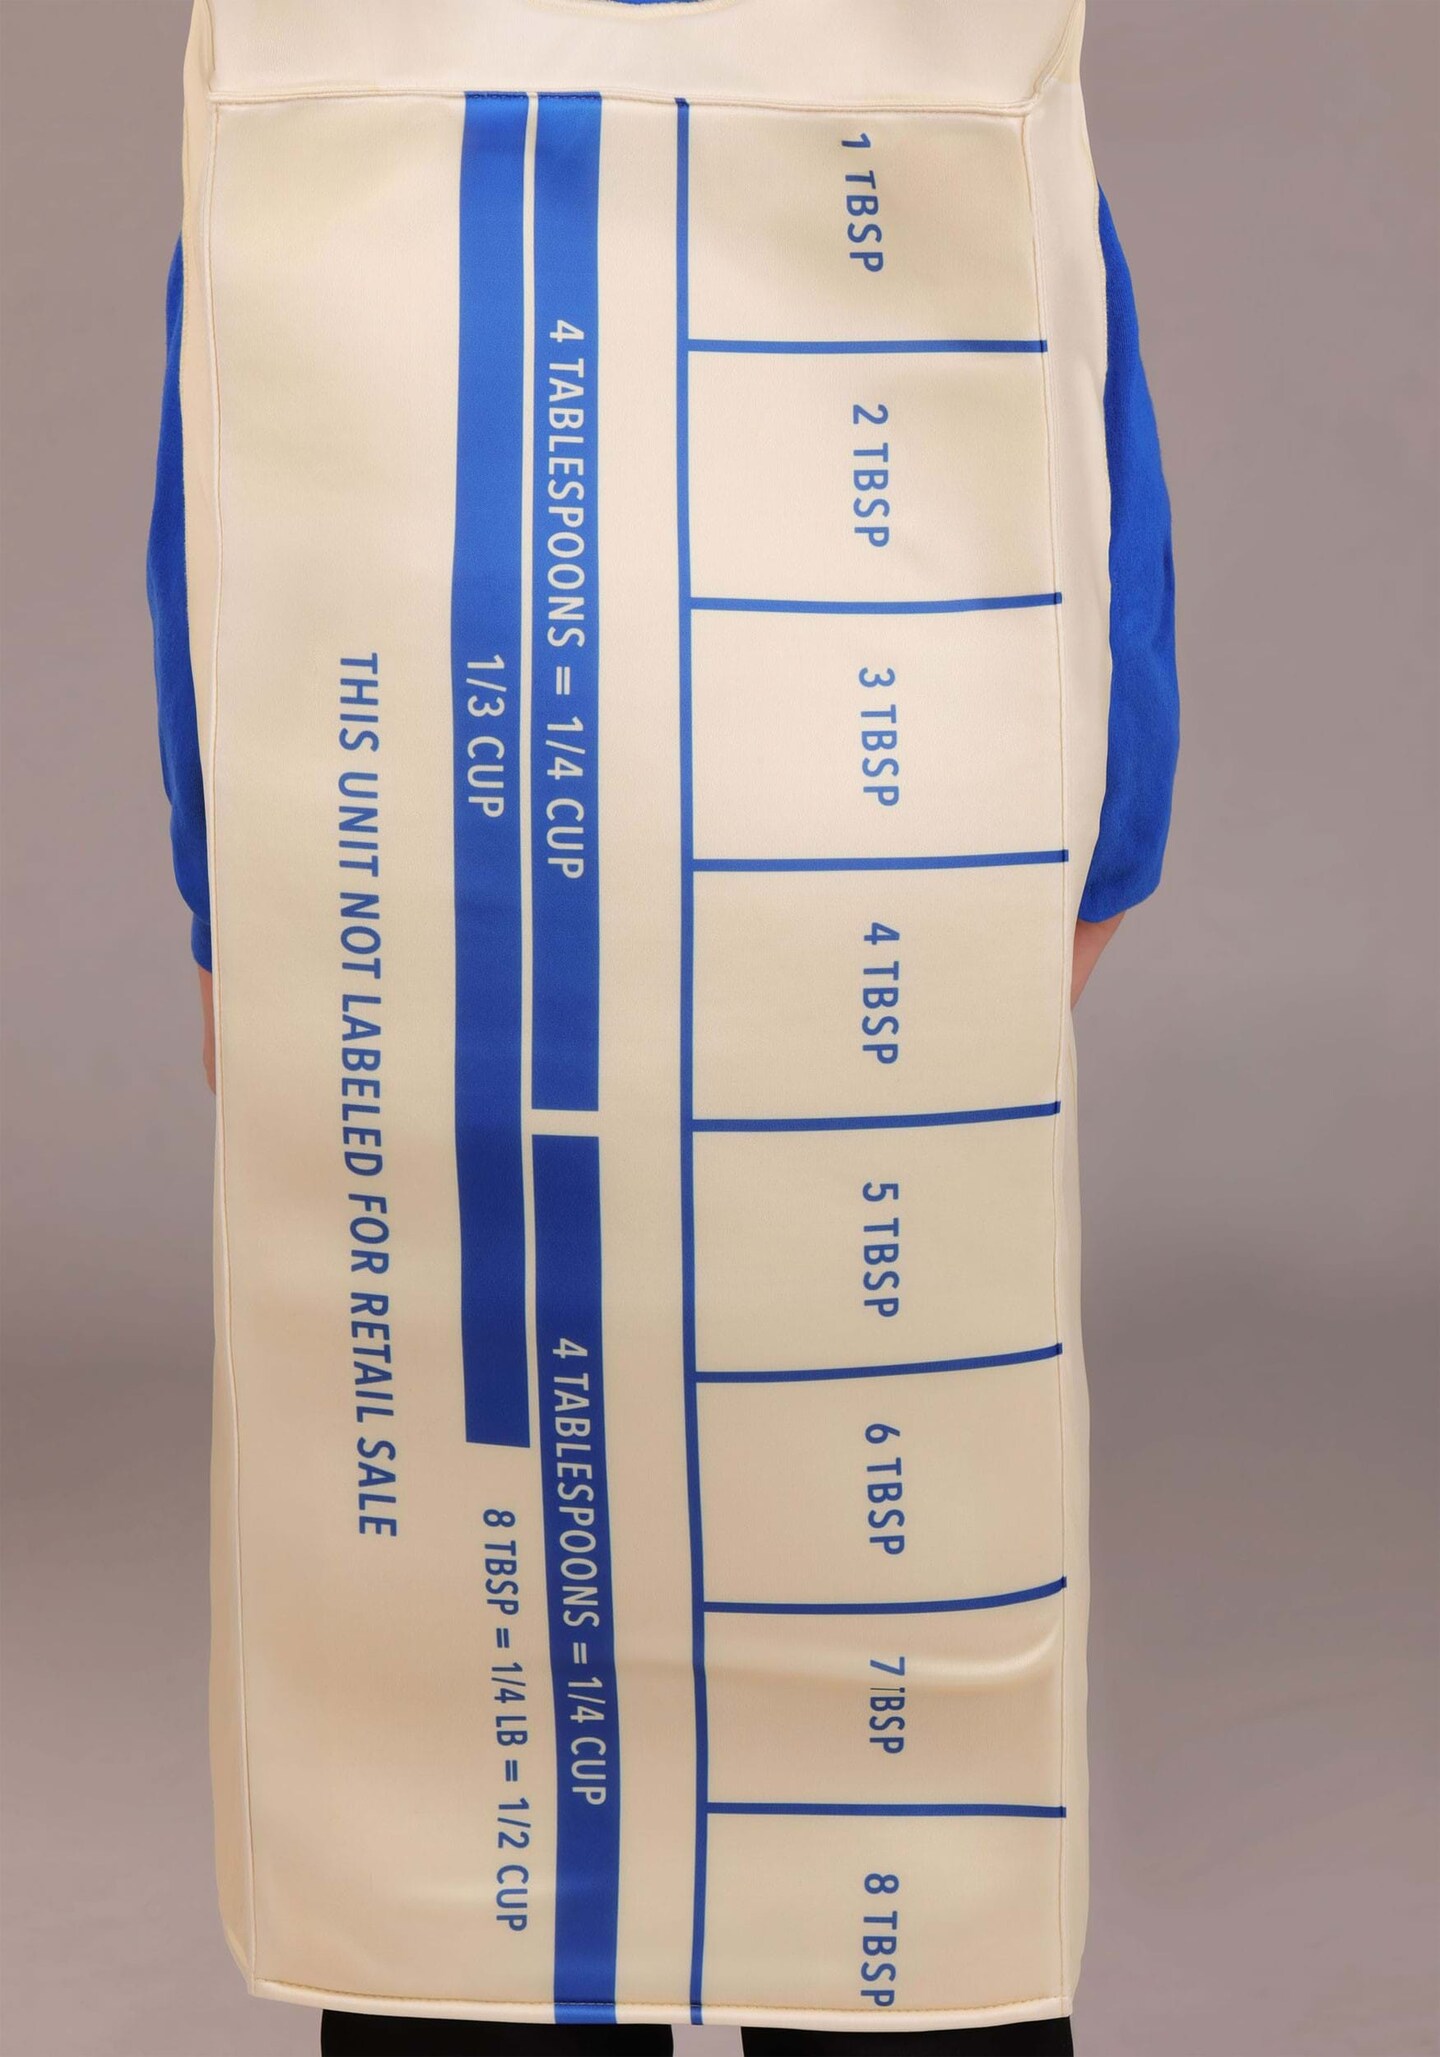 1 TBSP
2 TBSP
3 TBSP
4 TBSP
5 TBSP
6 TBSP
7 TBSP
8 TBSP
4 TABLESPOONS = 1/4 CUP
4 TABLESPOONS = 1/4 CUP
1/3 CUP
8 TBSP = 1/4 LB = 1/2 CUP
THIS UNIT NOT LABELED FOR RETAIL SALE